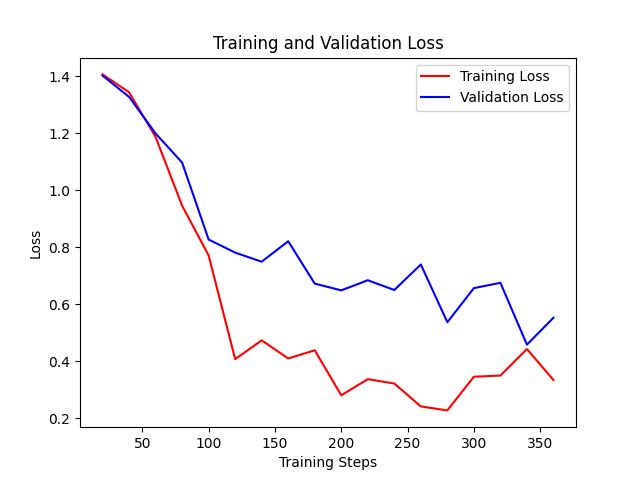 Training and Validation Loss
Training Loss
Validation Loss
Loss
1.4
1.2
1.0
0.8
0.6
0.4
0.2
50 100 150 200 250 300 350
Training Steps